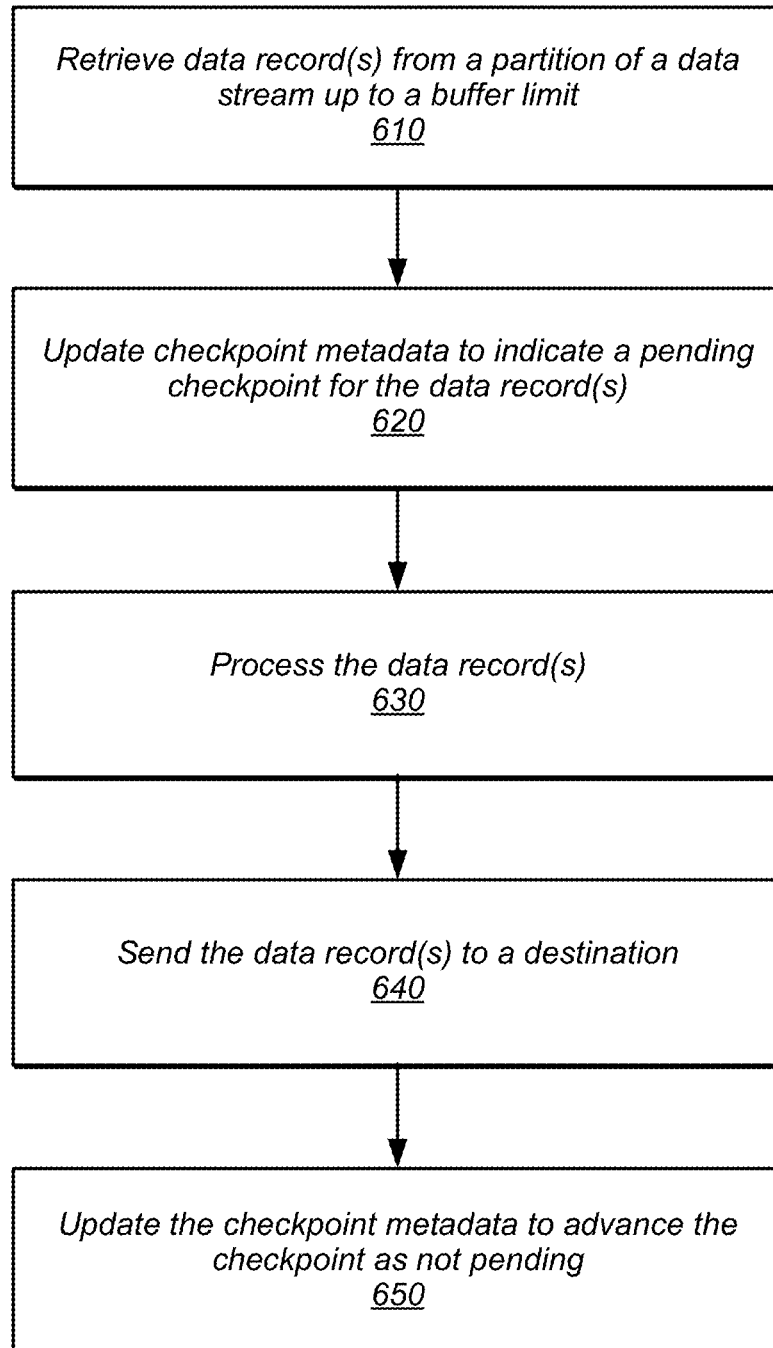 Retrieve data record(s) from a partition of a data
stream up to a buffer limit
610
Update checkpoint metadata to indicate a pending
checkpoint for the data record(s)
620
Process the data record(s)
630
Send the data record(s) to a destination
640
Update the checkpoint metadata to advance the
checkpoint as not pending
650